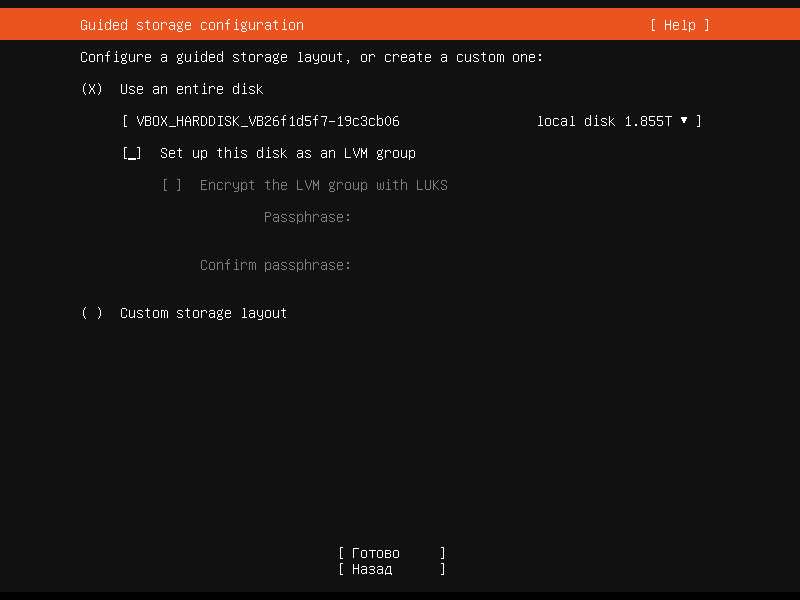 Guided storage configuration [ Help ]
Configure a guided storage layout, or create a custom one:
(X) Use an entire disk
[ VBOX_HARDDISK_VB26f1d5f7-19c3cb06 local disk 1.855T ▾ ]
[_] Set up this disk as an LVM group
[ ] Encrypt the LVM group with LUKS
Passphrase:
Confirm passphrase:
( ) Custom storage layout
[ Готово ]
[ Назад ]